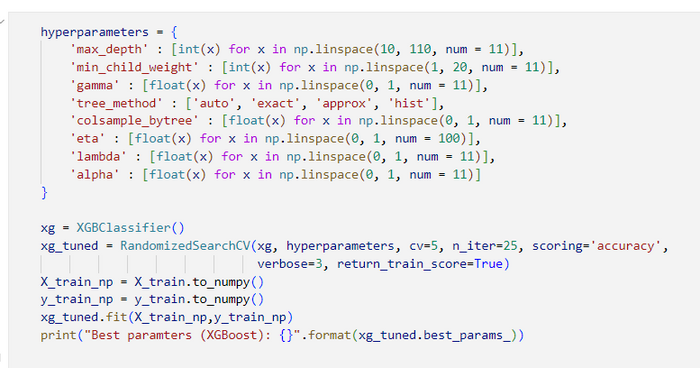 hyperparameters = {
    'max_depth' : [int(x) for x in np.linspace(10, 110, num = 11)],
    'min_child_weight' : [int(x) for x in np.linspace(1, 20, num = 11)],
    'gamma' : [float(x) for x in np.linspace(0, 1, num = 11)],
    'tree_method' : ['auto', 'exact', 'approx', 'hist'],
    'colsample_bytree' : [float(x) for x in np.linspace(0, 1, num = 11)],
    'eta' : [float(x) for x in np.linspace(0, 1, num = 100)],
    'lambda' : [float(x) for x in np.linspace(0, 1, num = 11)],
    'alpha' : [float(x) for x in np.linspace(0, 1, num = 11)]
}
xg = XGBClassifier()
xg_tuned = RandomizedSearchCV(xg, hyperparameters, cv=5, n_iter=25, scoring='accuracy',
                              verbose=3, return_train_score=True)
X_train_np = X_train.to_numpy()
y_train_np = y_train.to_numpy()
xg_tuned.fit(X_train_np,y_train_np)
print("Best paramters (XGBoost): {}".format(xg_tuned.best_params_))